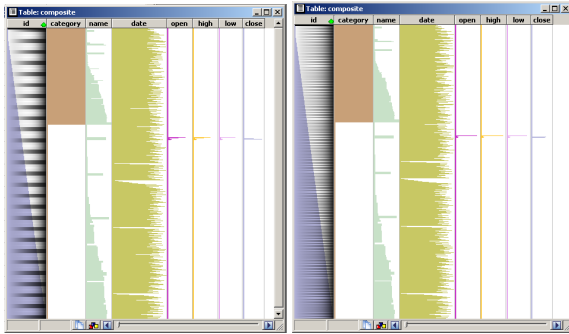 Table: composite
id category name date open high low close
Table: composite
id category name date open high low close